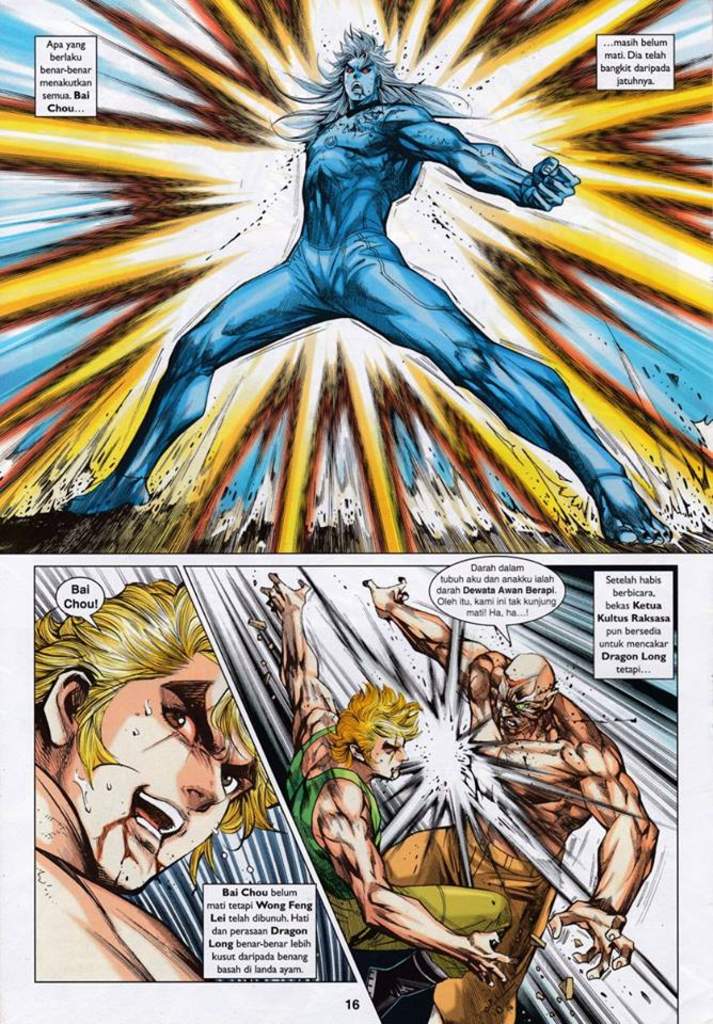 Apa yang
berlaku
benar-benar
menakutkan
semua. Bai
Chou...
...masih belum
mati. Dia telah
bangkit daripada
jatuhnya.
Bai
Chou!
Bai Chou belum
mati tetapi Wong Feng
Lei telah dibunuh. Hati
dan perasaan Dragon
Long benar-benar lebih
kusut daripada benang
basah di landa ayam.
Darah dalam
tubuh aku dan anakku ialah
darah Dewata Awan Berapi.
Oleh itu, kami ini tak kunjung
mati! Ha, ha...!
Setelah habis
berbicara,
bekas Ketua
Kultus Raksasa
pun bersedia
untuk mencakar
Dragon Long
tetapi...
16